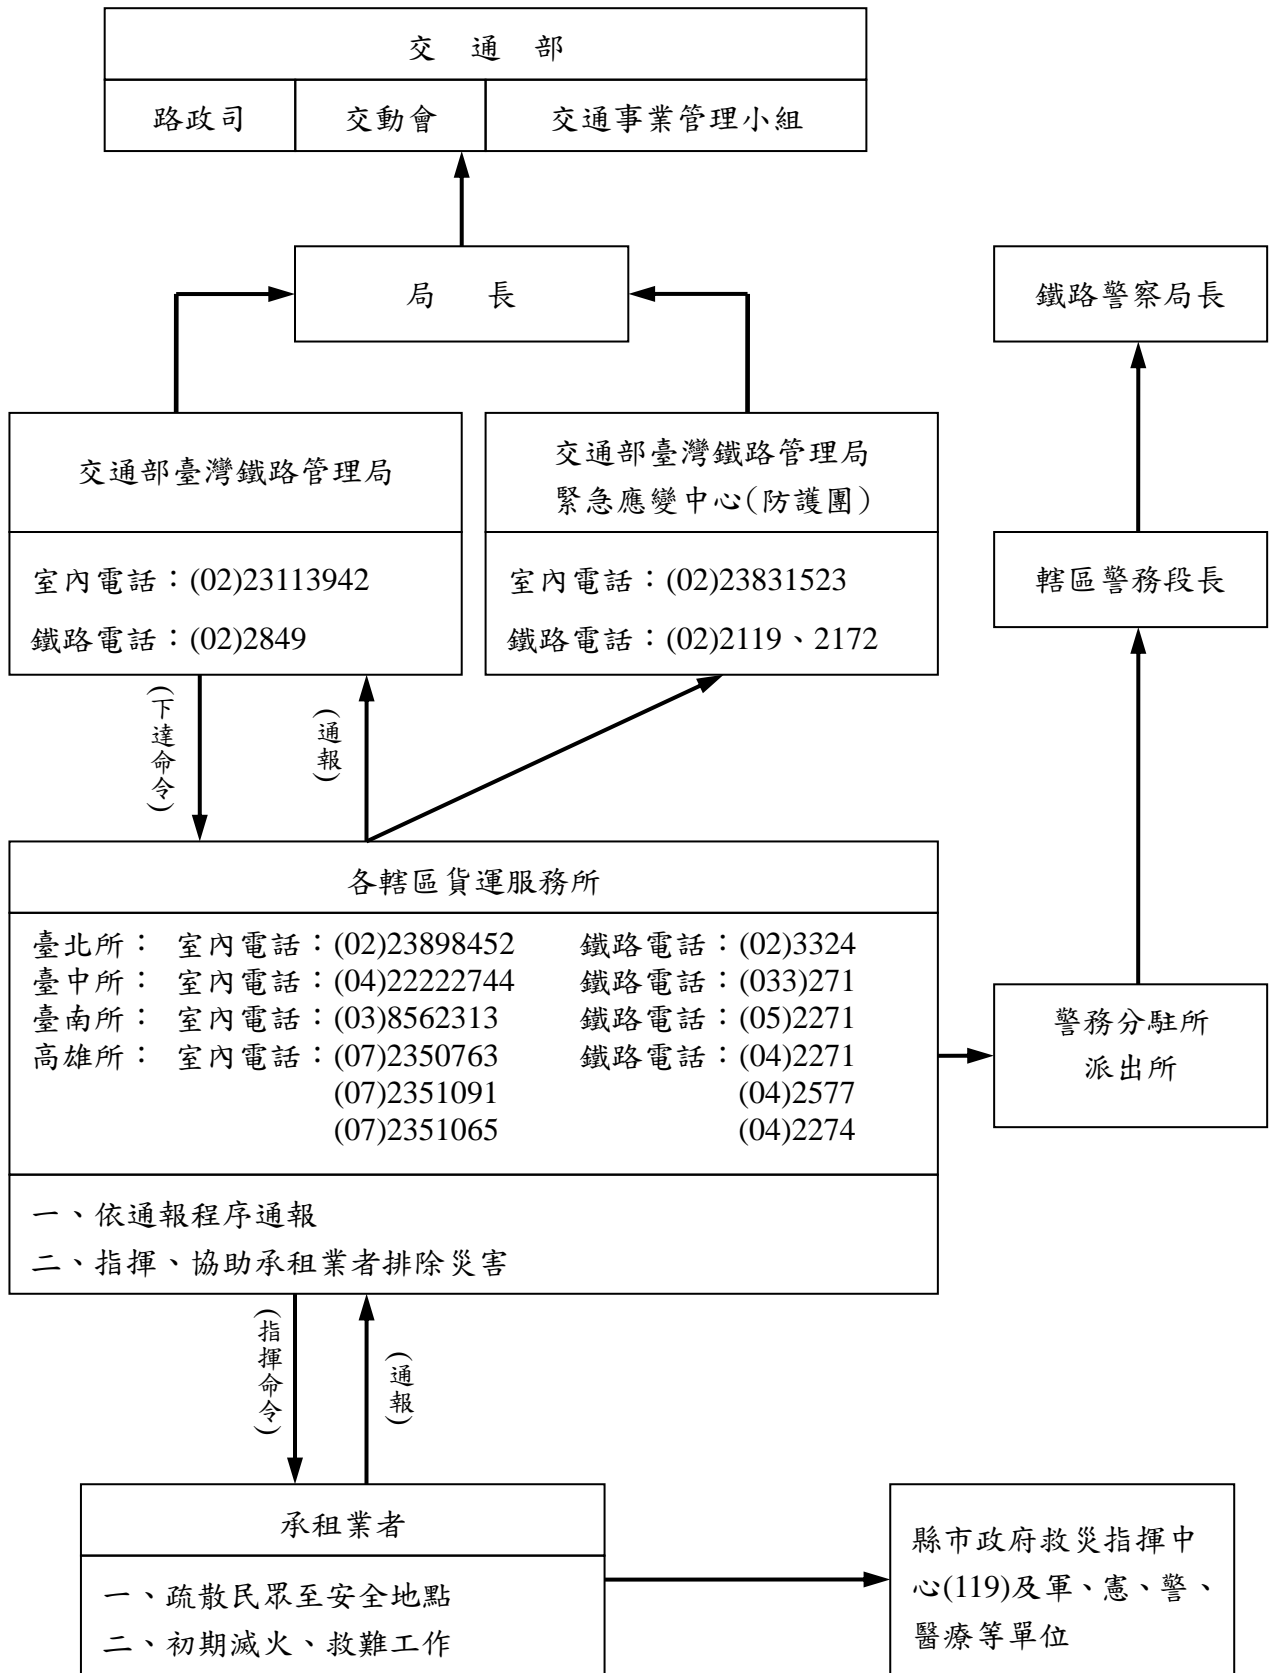 交 通 部
路政司 交動會 交通事業管理小組
局 長
鐵路警察局長
交通部臺灣鐵路管理局
室內電話：(02)23113942
鐵路電話：(02)2849
交通部臺灣鐵路管理局
緊急應變中心(防護團)
室內電話：(02)23831523
鐵路電話：(02)2119、2172
轄區警務段長
(下達命令)
(通報)
各轄區貨運服務所
臺北所： 室內電話：(02)23898452 鐵路電話：(02)3324
臺中所： 室內電話：(04)22222744 鐵路電話：(033)271
臺南所： 室內電話：(03)8562313 鐵路電話：(05)2271
高雄所： 室內電話：(07)2350763 鐵路電話：(04)2271
(07)2351091 (04)2577
(07)2351065 (04)2274
一、依通報程序通報
二、指揮、協助承租業者排除災害
警務分駐所
派出所
(指揮命令)
(通報)
承租業者
一、疏散民眾至安全地點
二、初期滅火、救難工作
縣市政府救災指揮中
心(119)及軍、憲、警、
醫療等單位